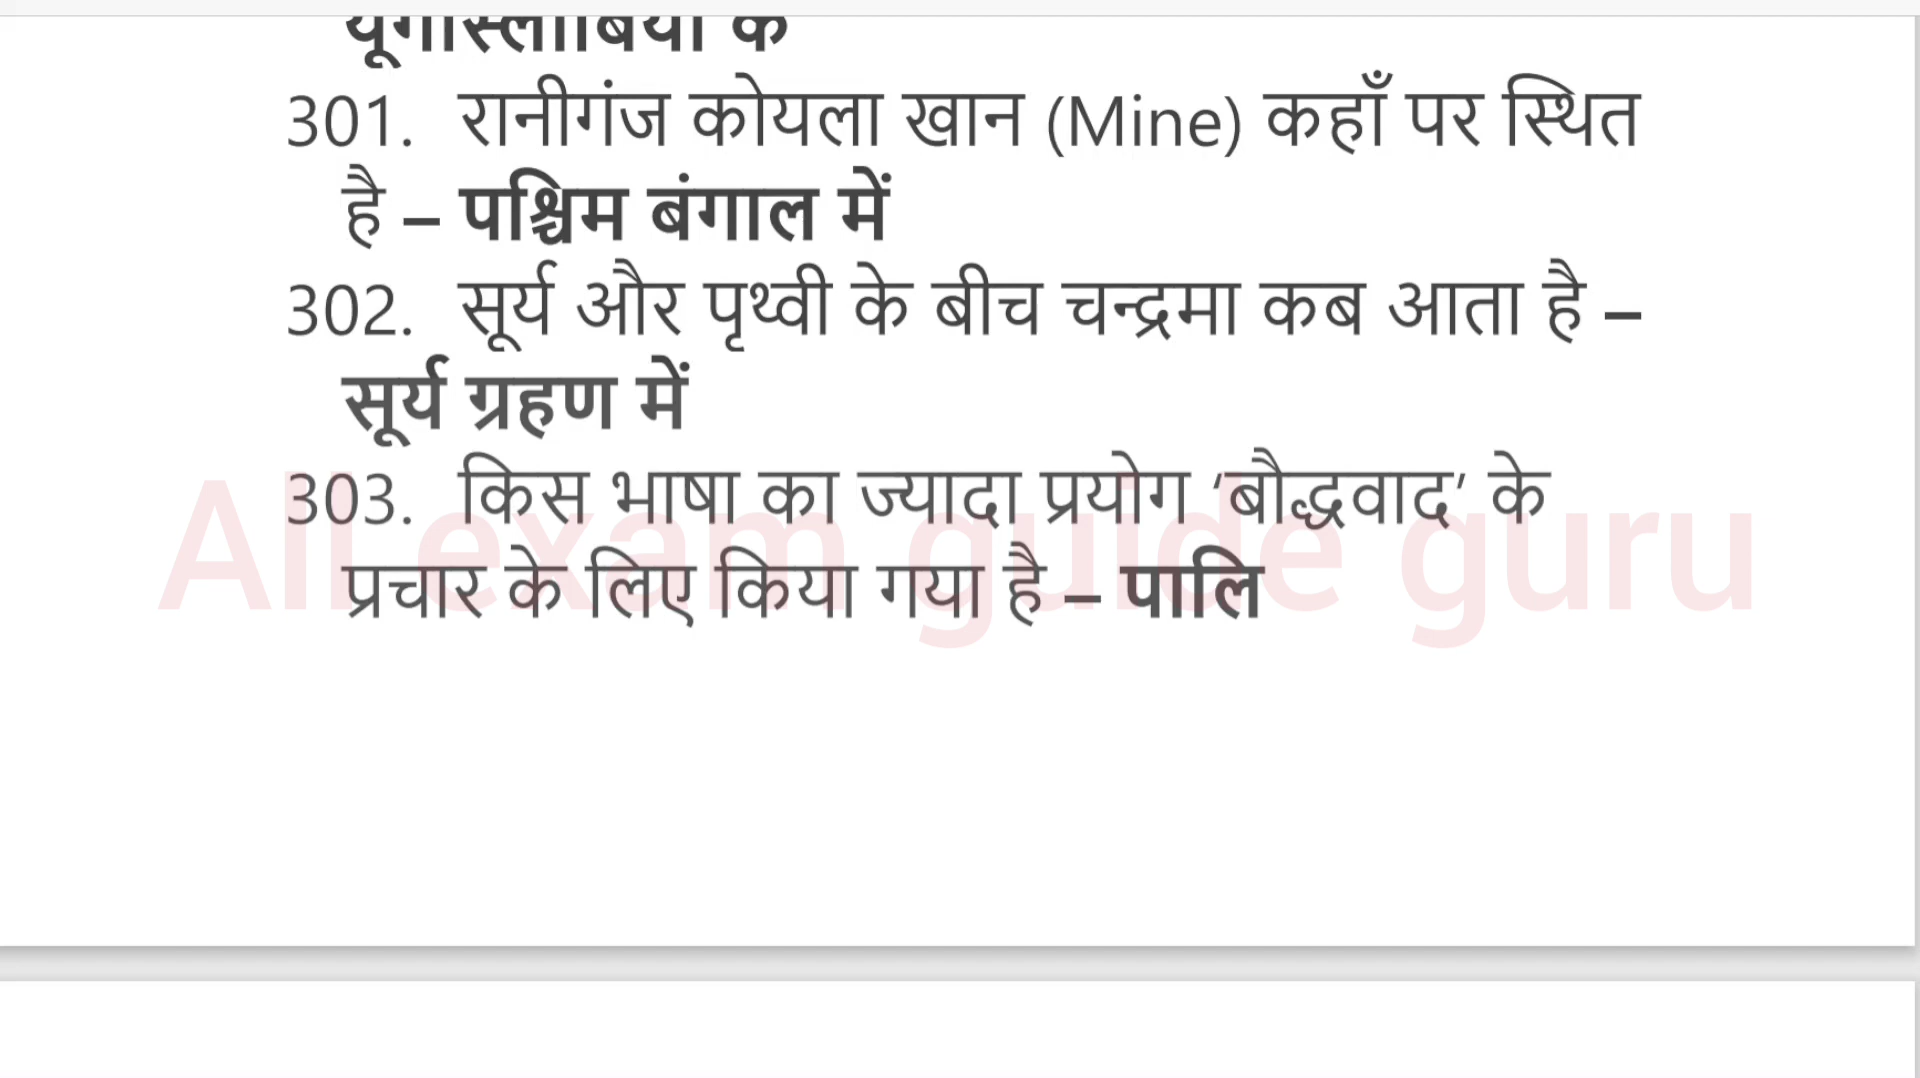 यूगोस्लाबिया के
301. रानीगंज कोयला खान (Mine) कहाँ पर स्थित
है – पश्चिम बंगाल में
302. सूर्य और पृथ्वी के बीच चन्द्रमा कब आता है –
सूर्य ग्रहण में
303. किस भाषा का ज्यादा प्रयोग ‘बौद्धवाद’ के
प्रचार के लिए किया गया है – पालि
All exam guide guru